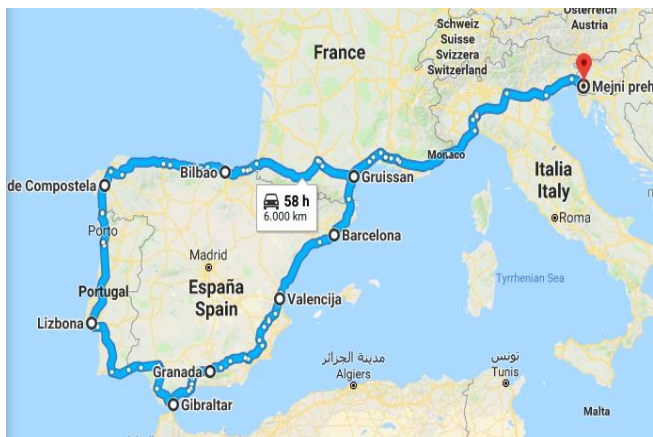 Österreich
Austria
Schweiz
Suisse
Svizzera
Switzerland
France
Mejni preh
Monaco
Bilbao
Gruissan
de Compostela
58 h
6.000 km
Italia
Italy
Roma
Porto
Barcelona
Madrid
España
Spain
Tyrrhenian Sea
Portugal
Valencija
Lizbona
Granada
مدينة الجزائر
Algiers
تونس
Tunis
Gibraltar
Malta